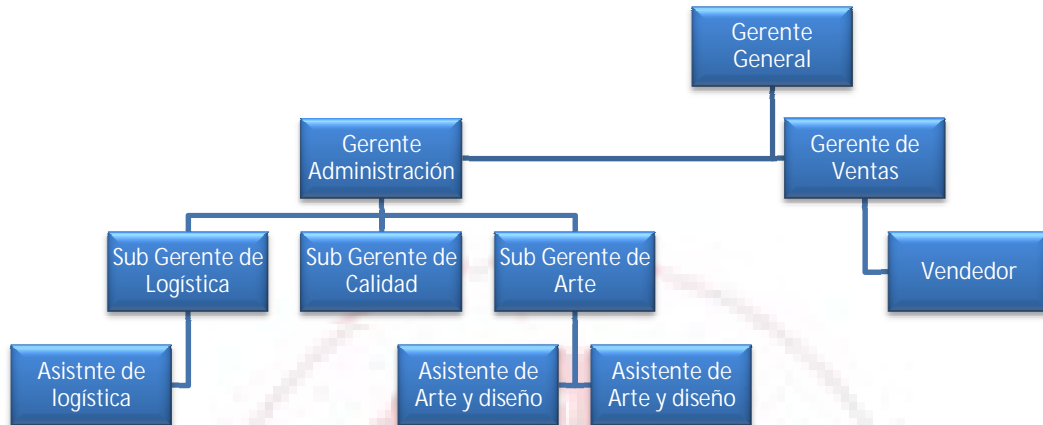 Gerente
General
Gerente
Administración
Gerente de
Ventas
Sub Gerente de
Logística
Sub Gerente de
Calidad
Sub Gerente de
Arte
Vendedor
Asistnte de
logística
Asistente de
Arte y diseño
Asistente de
Arte y diseño